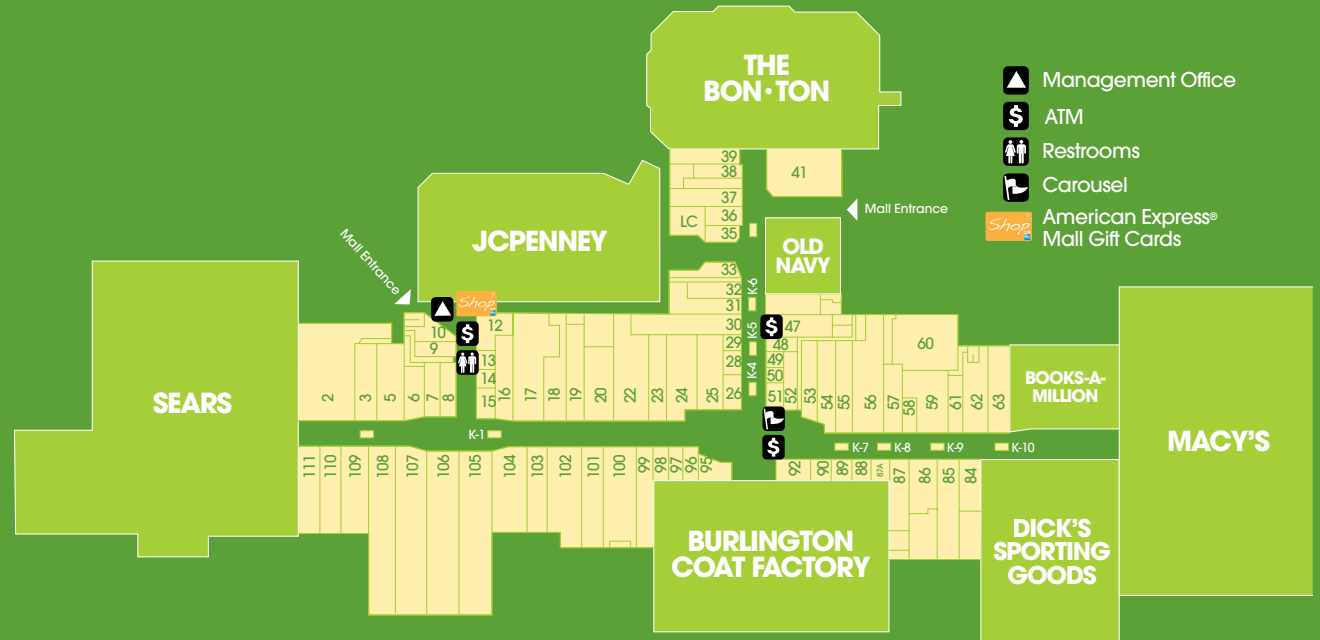 THE
BON•TON
Management Office
$
ATM
Restrooms
Carousel
Shop
American Express®
Mall Gift Cards
39
38
37
36
35
LC
41
Mall Entrance
JCPENNEY
OLD
NAVY
Mall Entrance
33
32
31
30
29
28
26
K-6
K-5
K-4
SEARS
Shop
$
10
9
12
13
14
15
2
3
5
6
7
8
16
17
18
19
20
22
23
24
25
$
47
48
49
50
51
52
53
54
55
56
57
58
59
60
61
62
63
BOOKS-A-
MILLION
MACY'S
K-1
$
K-7
K-8
K-9
K-10
111
110
109
108
107
106
105
104
103
102
101
100
99
98
97
96
95
92
90
89
88
87A
87
86
85
84
BURLINGTON
COAT FACTORY
DICK'S
SPORTING
GOODS